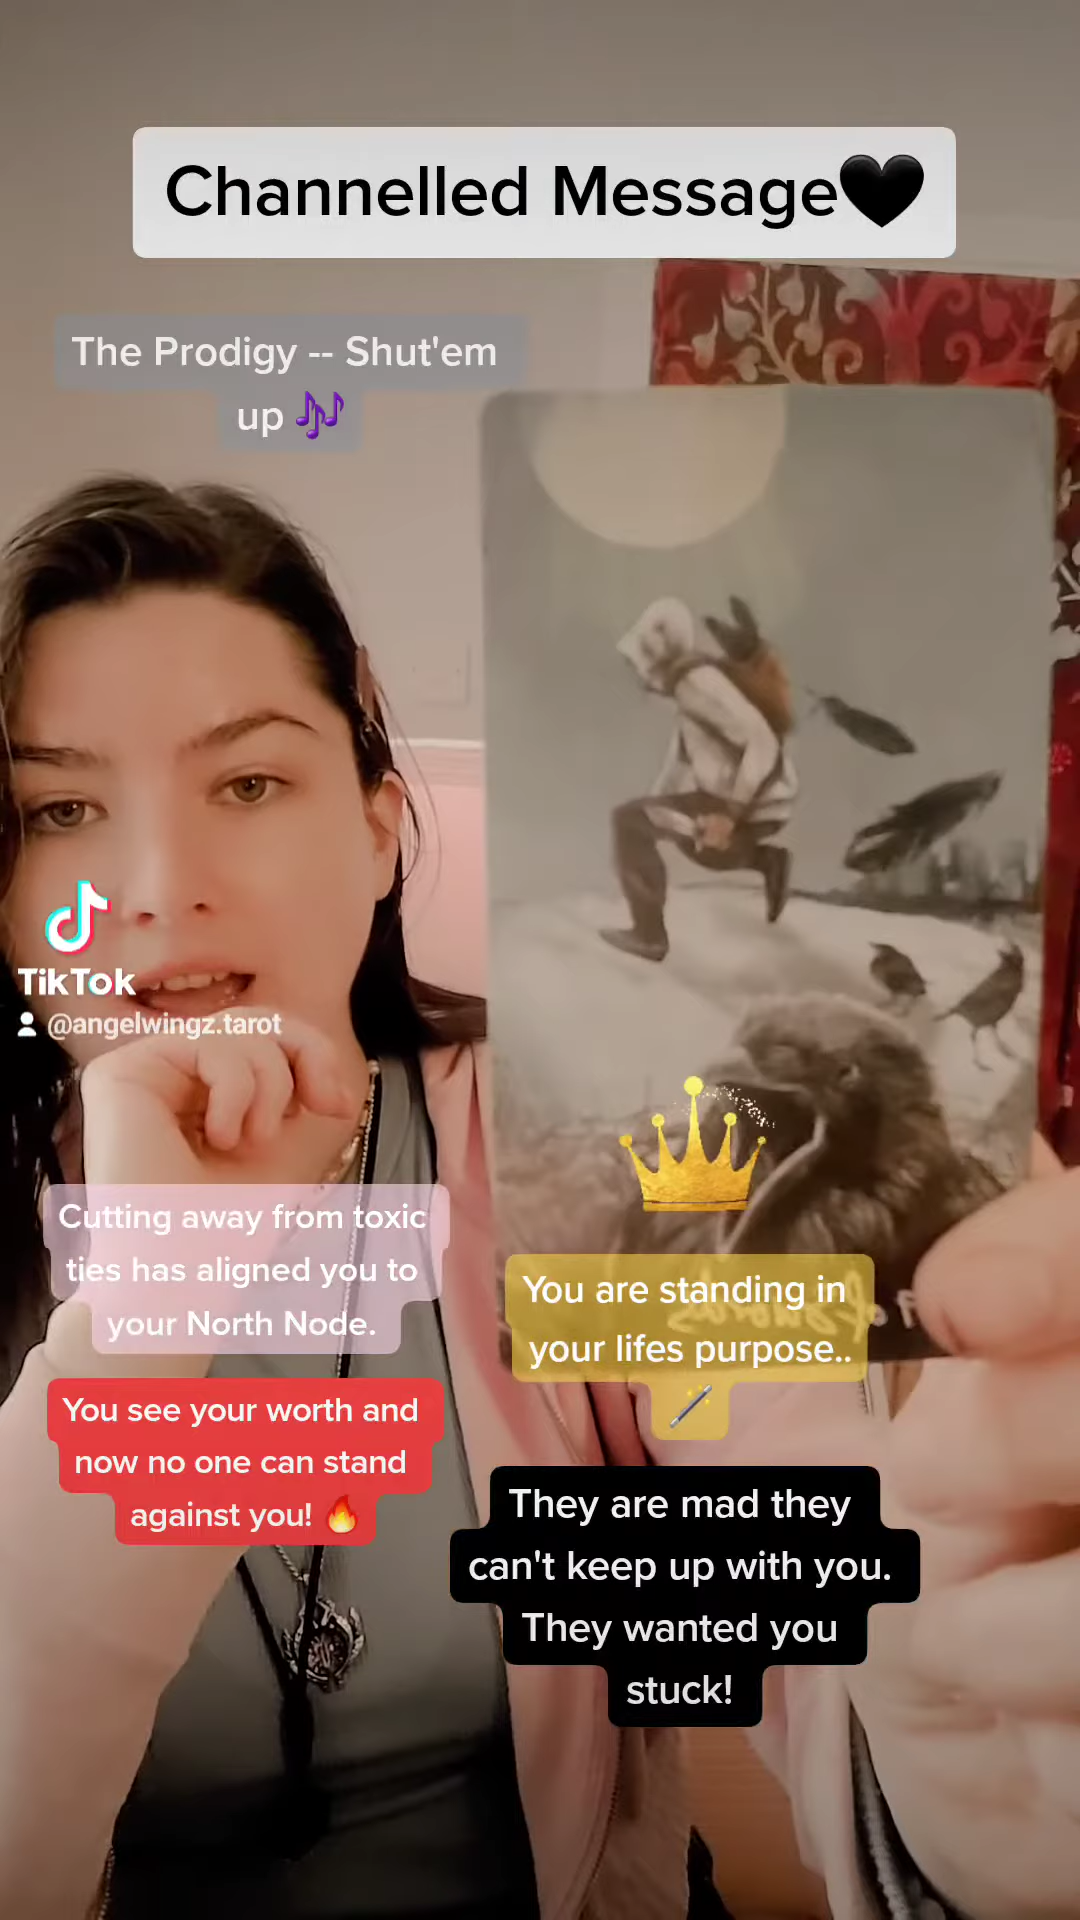 Channelled Message🖤
The Prodigy -- Shut'em
up 🎶
TikTok
@angelwingz.tarot
Cutting away from toxic
ties has aligned you to
your North Node.
You are standing in
your lifes purpose..
🪄
You see your worth and
now no one can stand
against you! 🔥
They are mad they
can't keep up with you.
They wanted you
stuck!